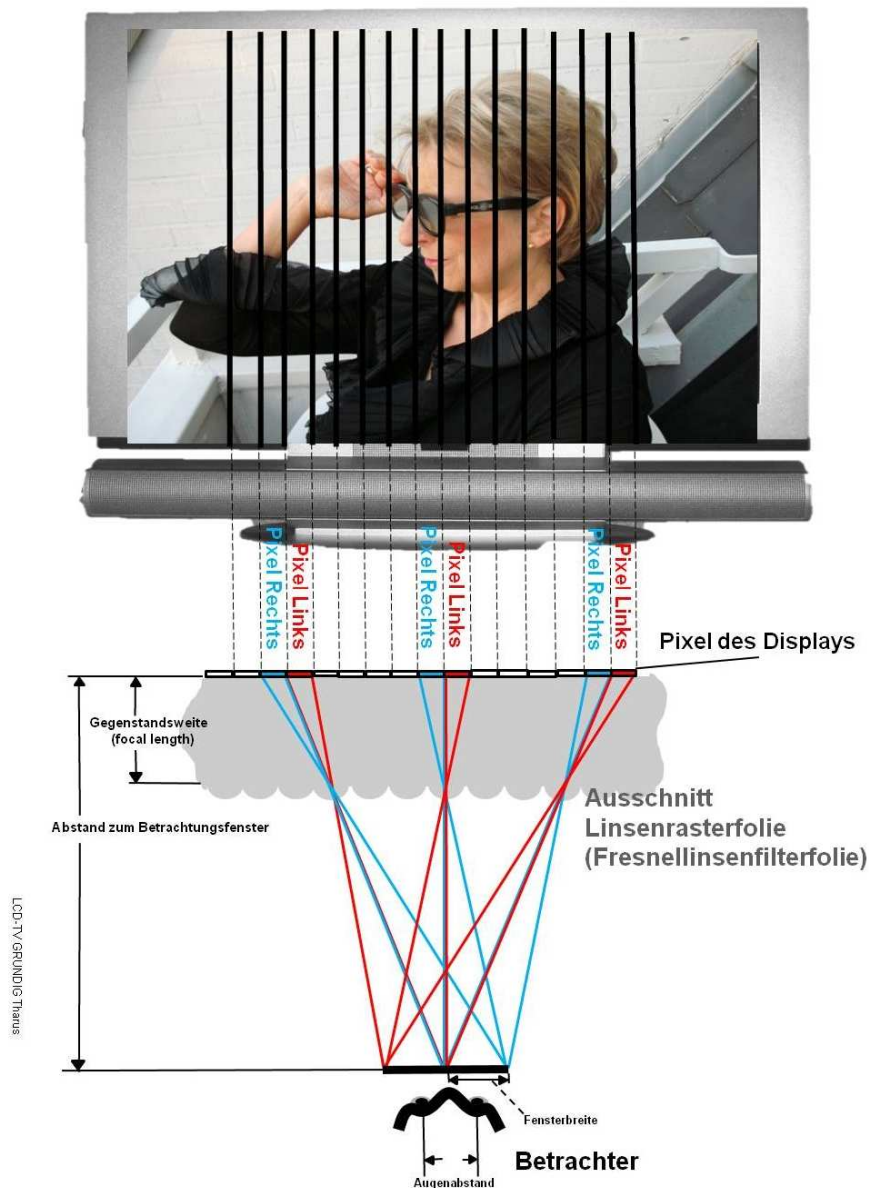 Pixel Rechts
Pixel Links
Pixel Rechts
Pixel Links
Pixel Rechts
Pixel Links
Pixel des Displays
Gegenstandsweite
(focal length)
Ausschnitt
Linsenrasterfolie
(Fresnellinsenfilterfolie)
Abstand zum Betrachtungsfenster
LCD-TV GRUNDIG Tharus
Fensterbreite
Betrachter
Augenabstand